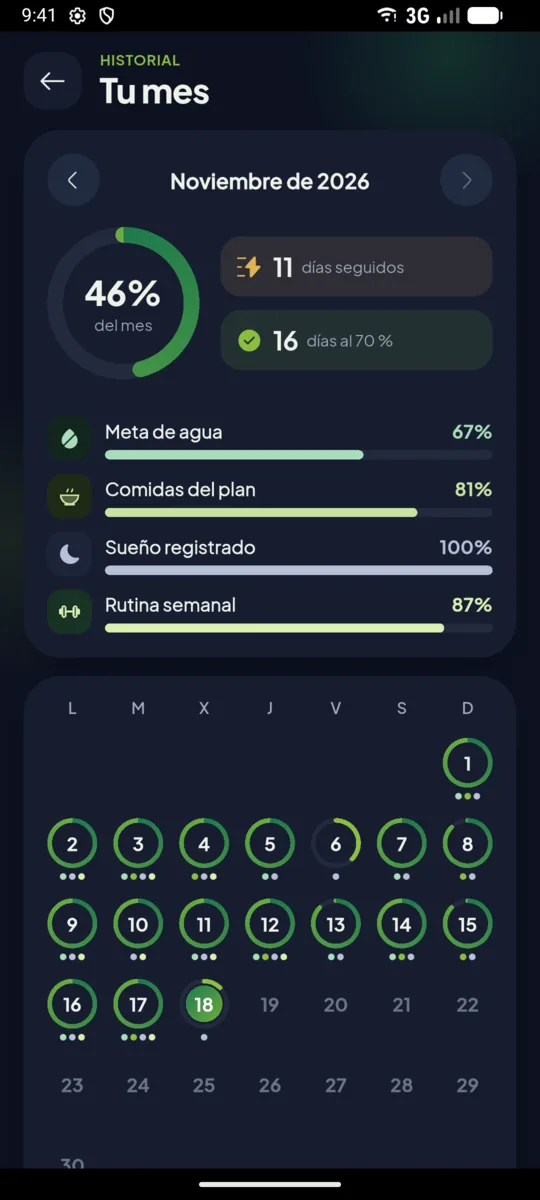 9:41 3G
HISTORIAL
Tu mes
Noviembre de 2026
46%
del mes
11 días seguidos
16 días al 70 %
Meta de agua 67%
Comidas del plan 81%
Sueño registrado 100%
Rutina semanal 87%
L M X J V S D
1
2 3 4 5 6 7 8
9 10 11 12 13 14 15
16 17 18 19 20 21 22
23 24 25 26 27 28 29
30